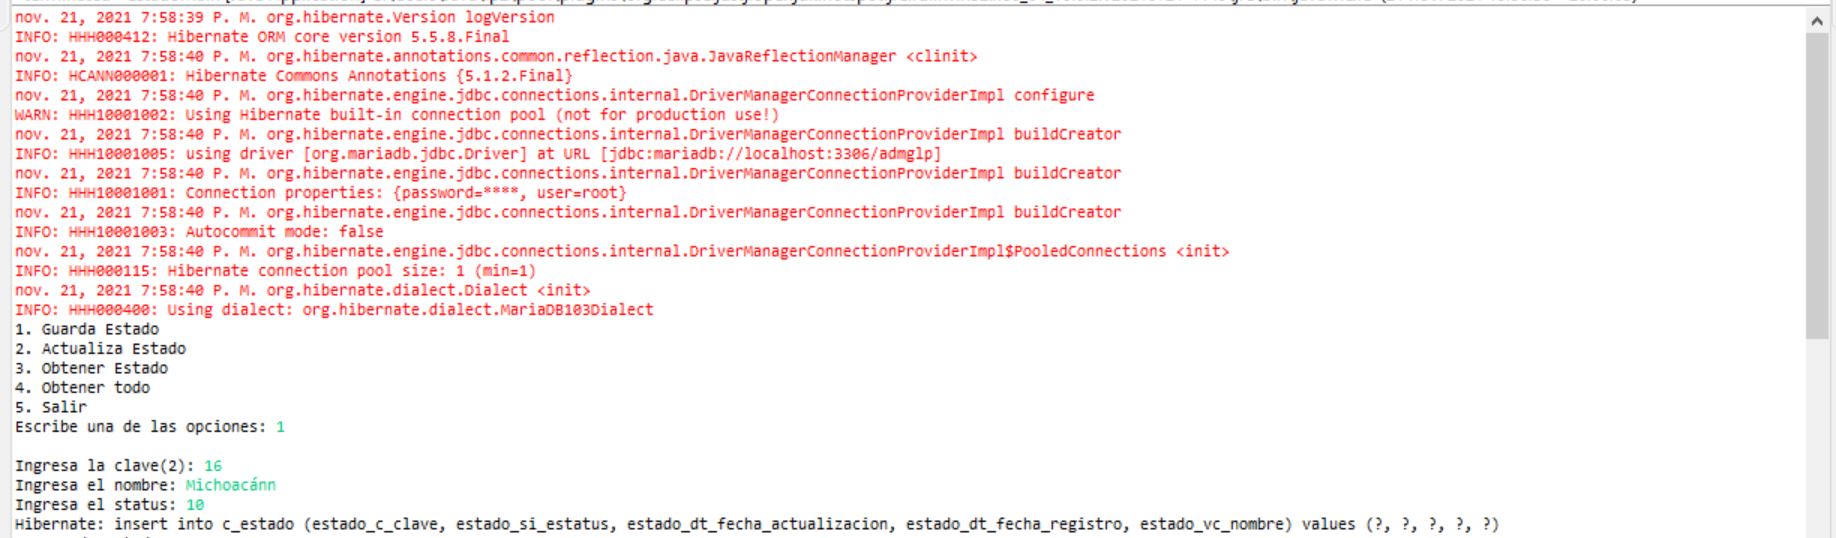 nov. 21, 2021 7:58:39 P. M. org.hibernate.Version logVersion
INFO: HHH000412: Hibernate ORM core version 5.5.8.Final
nov. 21, 2021 7:58:40 P. M. org.hibernate.annotations.common.reflection.java.JavaReflectionManager <clinit>
INFO: HCANN000001: Hibernate Commons Annotations {5.1.2.Final}
nov. 21, 2021 7:58:40 P. M. org.hibernate.engine.jdbc.connections.internal.DriverManagerConnectionProviderImpl configure
WARN: HHH10001002: Using Hibernate built-in connection pool (not for production use!)
nov. 21, 2021 7:58:40 P. M. org.hibernate.engine.jdbc.connections.internal.DriverManagerConnectionProviderImpl buildCreator
INFO: HHH10001005: using driver [org.mariadb.jdbc.Driver] at URL [jdbc:mariadb://localhost:3306/admglp]
nov. 21, 2021 7:58:40 P. M. org.hibernate.engine.jdbc.connections.internal.DriverManagerConnectionProviderImpl buildCreator
INFO: HHH10001001: Connection properties: {password=****, user=root}
nov. 21, 2021 7:58:40 P. M. org.hibernate.engine.jdbc.connections.internal.DriverManagerConnectionProviderImpl buildCreator
INFO: HHH10001003: Autocommit mode: false
nov. 21, 2021 7:58:40 P. M. org.hibernate.engine.jdbc.connections.internal.DriverManagerConnectionProviderImpl$PooledConnections <init>
INFO: HHH000115: Hibernate connection pool size: 1 (min=1)
nov. 21, 2021 7:58:40 P. M. org.hibernate.dialect.Dialect <init>
INFO: HHH000400: Using dialect: org.hibernate.dialect.MariaDB103Dialect
1. Guarda Estado
2. Actualiza Estado
3. Obtener Estado
4. Obtener todo
5. Salir
Escribe una de las opciones: 1
Ingresa la clave(2): 16
Ingresa el nombre: Michoacánn
Ingresa el status: 10
Hibernate: insert into c_estado (estado_c_clave, estado_si_estatus, estado_dt_fecha_actualizacion, estado_dt_fecha_registro, estado_vc_nombre) values (?, ?, ?, ?, ?)